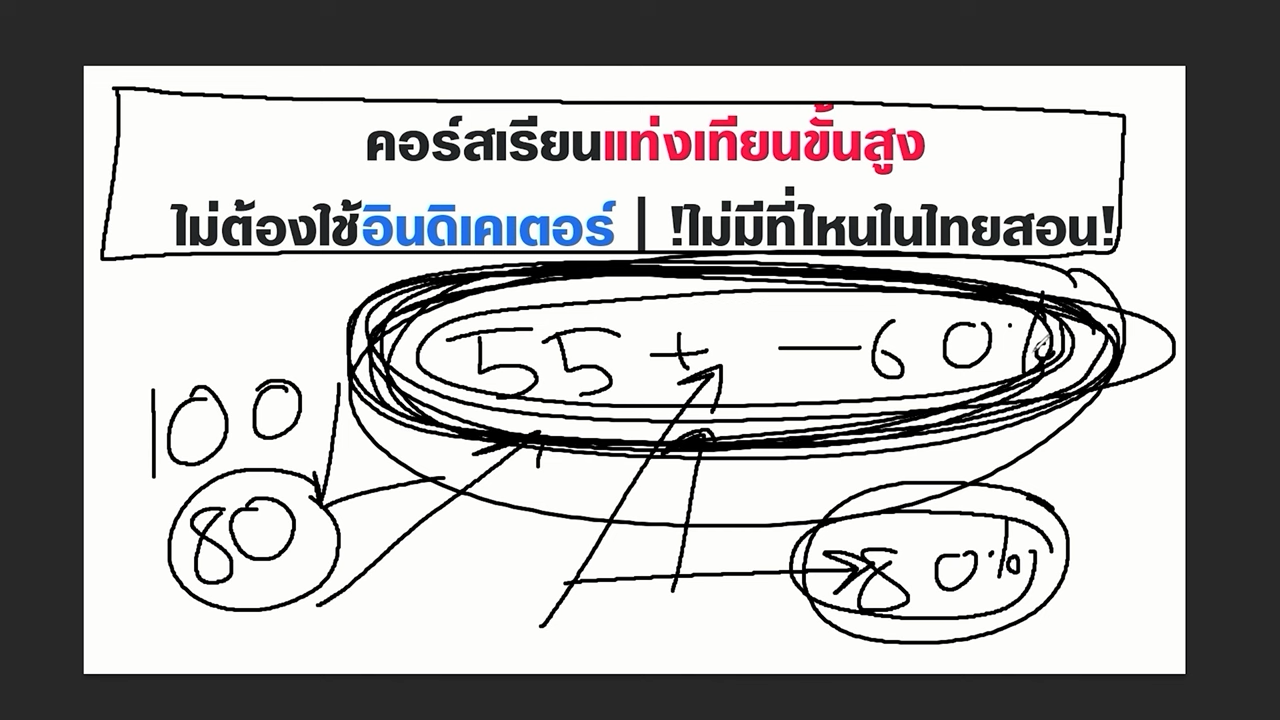 คอร์สเรียนแท่งเทียนขั้นสูง
ไม่ต้องใช้อินดิเคเตอร์ | !ไม่มีที่ไหนในไทยสอน!
55+ — 60%
100
80
80%